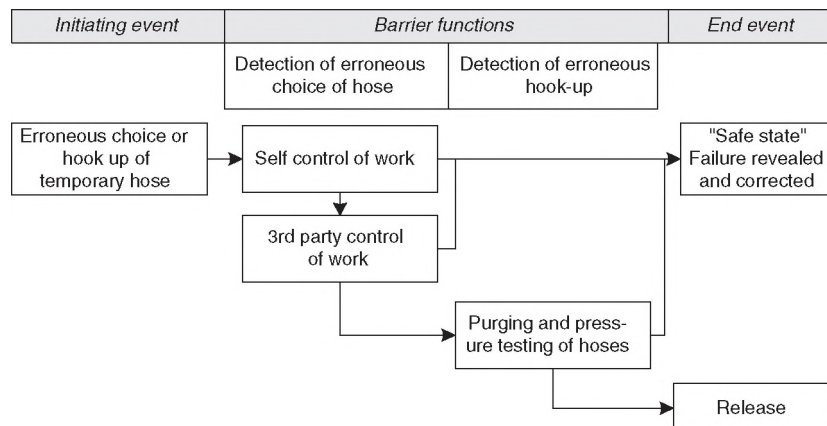 Initiating event
Barrier functions
End event
Detection of erroneous
choice of hose
Detection of erroneous
hook-up
Erroneous choice or
hook up of
temporary hose
Self control of work
"Safe state"
Failure revealed
and corrected
3rd party control
of work
Purging and press-
ure testing of hoses
Release